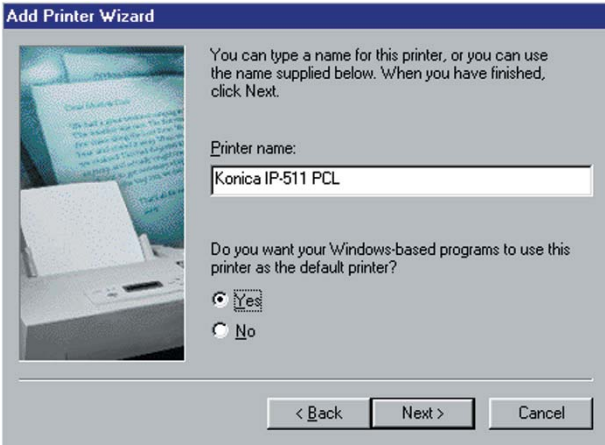 Add Printer Wizard
You can type a name for this printer, or you can use
the name supplied below. When you have finished,
click Next.
Printer name:
Konica IP-511 PCL
Do you want your Windows-based programs to use this
printer as the default printer?
Yes
No
< Back
Next >
Cancel